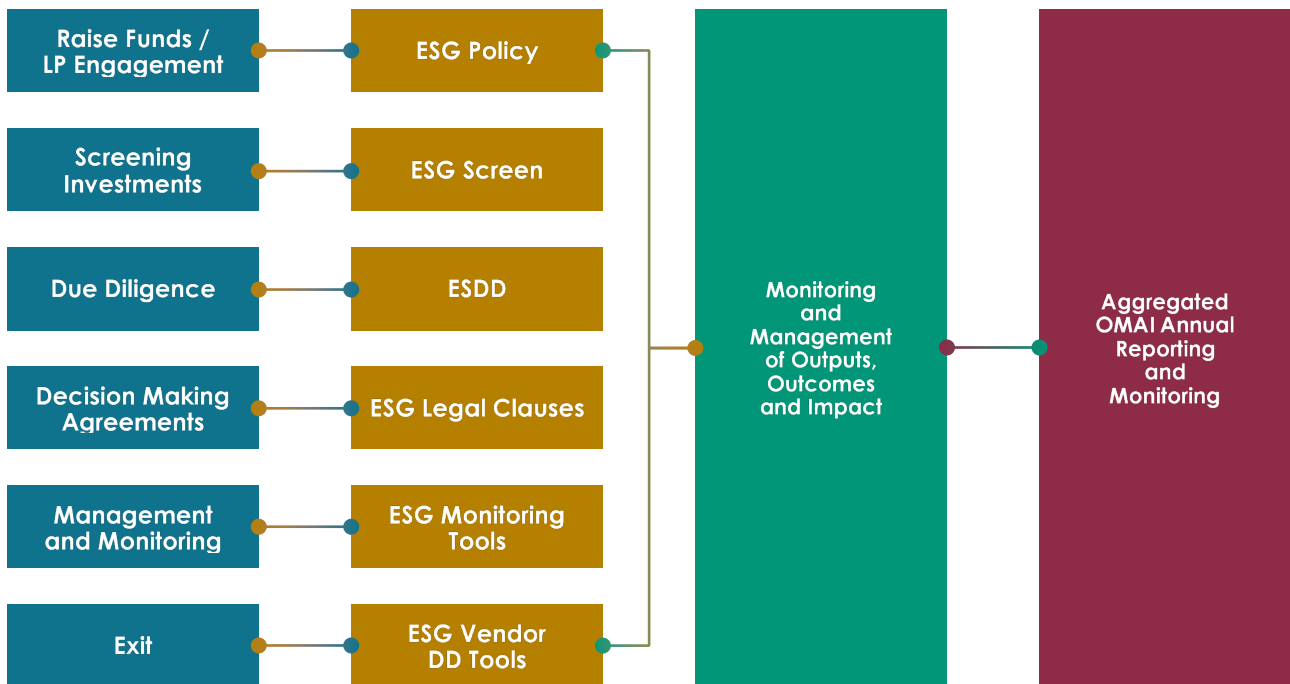 Raise Funds /
LP Engagement
ESG Policy
Screening
Investments
ESG Screen
Due Diligence
ESDD
Decision Making
Agreements
ESG Legal Clauses
Management
and Monitoring
ESG Monitoring
Tools
Exit
ESG Vendor
DD Tools
Monitoring
and
Management
of Outputs,
Outcomes
and Impact
Aggregated
OMAI Annual
Reporting
and
Monitoring